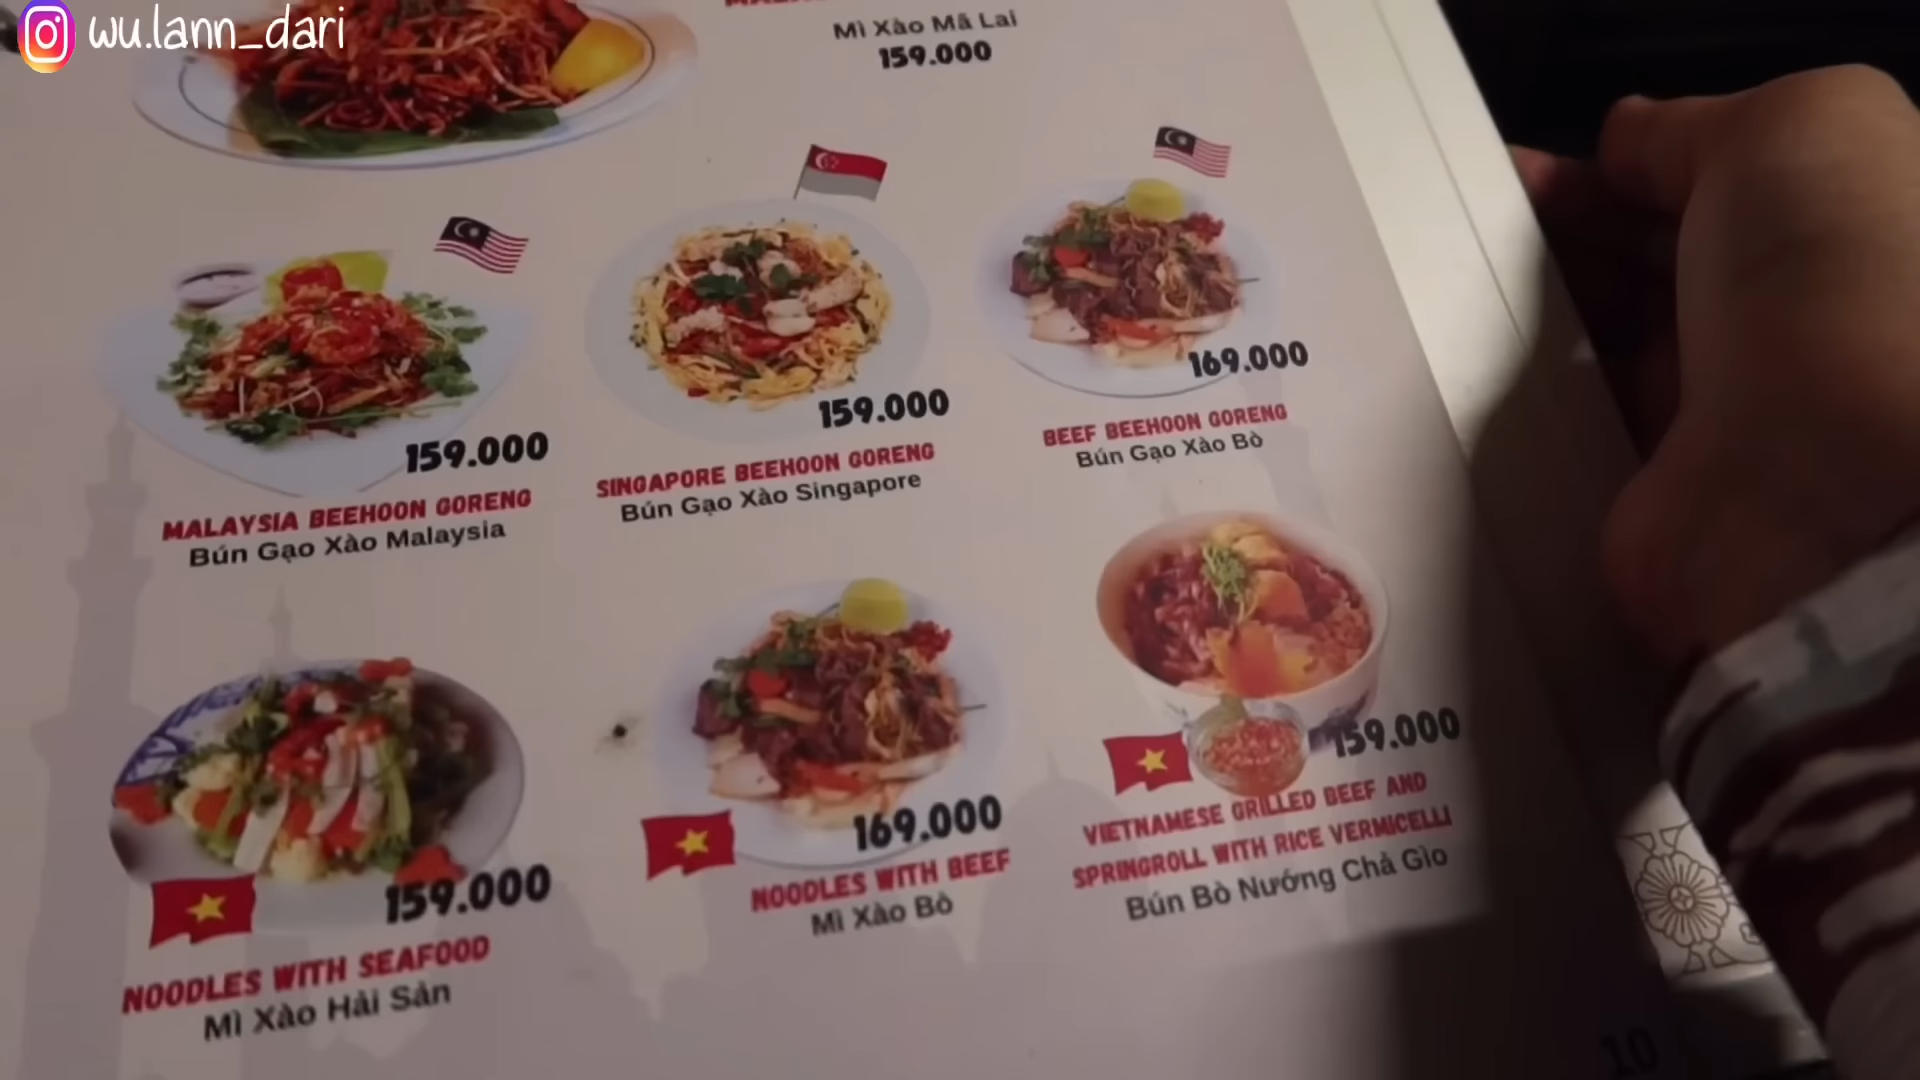 wu.lann_dari
Mì Xào Mã Lai
159.000
159.000
MALAYSIA BEEHOON GORENG
Bún Gạo Xào Malaysia
159.000
SINGAPORE BEEHOON GORENG
Bún Gạo Xào Singapore
169.000
BEEF BEEHOON GORENG
Bún Gạo Xào Bò
159.000
NOODLES WITH SEAFOOD
Mì Xào Hải Sản
169.000
NOODLES WITH BEEF
Mì Xào Bò
159.000
VIETNAMESE GRILLED BEEF AND
SPRINGROLL WITH RICE VERMICELLI
Bún Bò Nướng Chả Gìo
10